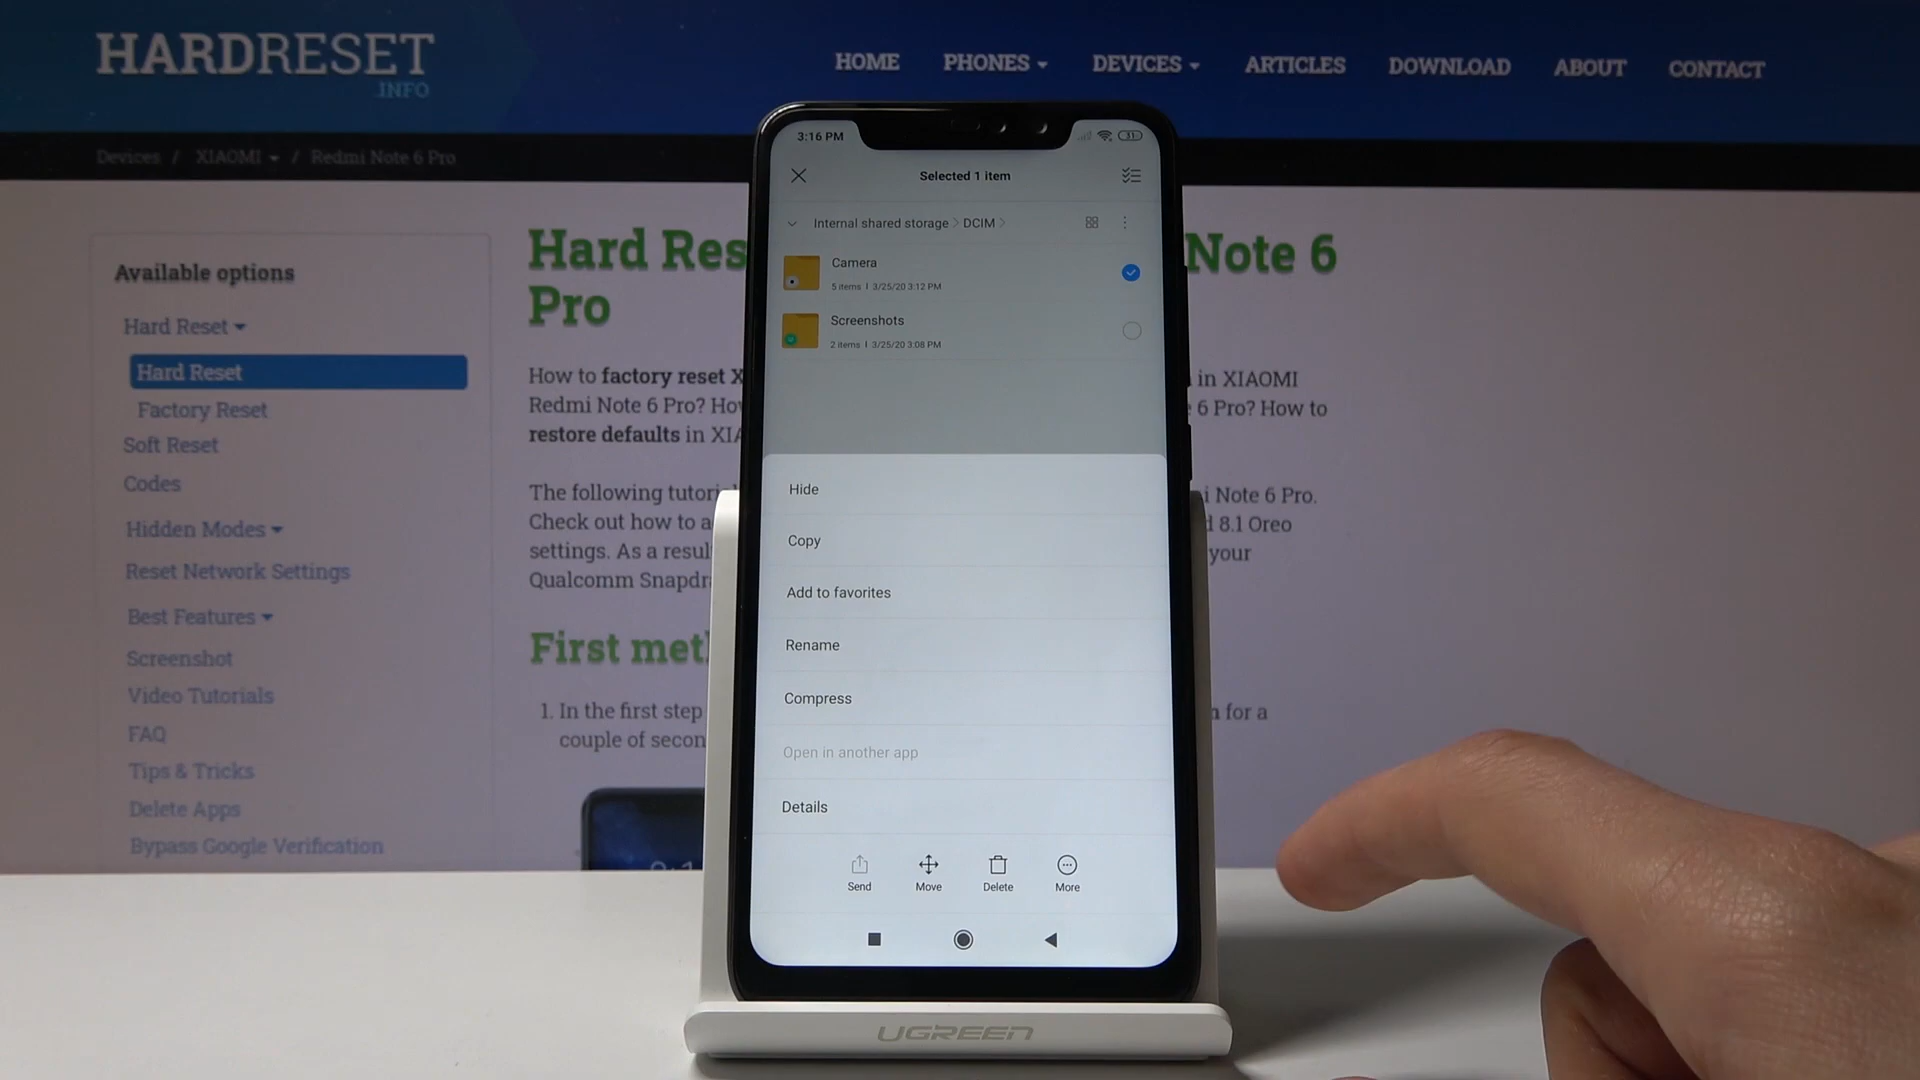 HARDRESET
.INFO
HOME PHONES DEVICES ARTICLES DOWNLOAD ABOUT CONTACT
Devices / XIAOMI / Redmi Note 6 Pro
Available options
Hard Reset
Hard Reset
Factory Reset
Soft Reset
Codes
Hidden Modes
Reset Network Settings
Best Features
Screenshot
Video Tutorials
FAQ
Tips & Tricks
Delete Apps
Bypass Google Verification
Hard Res Note 6
Pro
How to factory reset X in XIAOMI
Redmi Note 6 Pro? How 6 Pro? How to
restore defaults in XIA
The following tutori i Note 6 Pro.
Check out how to a 8.1 Oreo
settings. As a resul your
Qualcomm Snapdr
First met
1. In the first step n for a
couple of secon
3:16 PM 31
Selected 1 item
Internal shared storage > DCIM >
Camera
5 items | 3/25/20 3:12 PM
Screenshots
2 items | 3/25/20 3:08 PM
Hide
Copy
Add to favorites
Rename
Compress
Open in another app
Details
Send Move Delete More
UGREEN